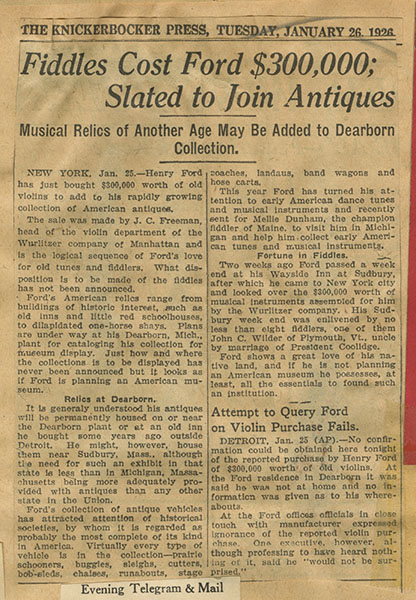 THE KNICKERBOCKER PRESS, TUESDAY, JANUARY 26, 1926
Fiddles Cost Ford $300,000;
Slated to Join Antiques
Musical Relics of Another Age May Be Added to Dearborn
Collection.
NEW YORK, Jan. 25.—Henry Ford
has just bought $300,000 worth of old
violins to add to his rapidly growing
collection of American antiques.
The sale was made by J. C. Freeman,
head of the violin department of the
Wurlitzer company of Manhattan and
is the logical sequence of Ford's love
for old tunes and fiddlers. What dis-
position is to be made of the fiddles
has not been announced.
Ford's American relics range from
buildings of historic interest, such as
old inns and little red schoolhouses,
to dilapidated one-horse shays. Plans
are under way at his Dearborn, Mich.,
plant for cataloging his collection for
museum display. Just how and where
the collections is to be displayed has
never been announced but it looks as
if Ford is planning an American mu-
seum.
Relics at Dearborn.
It is generally understood his antiques
will be permanently housed on or near
the Dearborn plant or at an old inn
he bought some years ago outside
Detroit. He might, however, house
them near Sudbury, Mass., although
the need for such an exhibit in that
state is less than in Michigan, Massa-
chusetts being more adequately pro-
vided with antiques than any other
state in the Union.
Ford's collection of antique vehicles
has attracted attention of historical
societies, by whom it is regarded as
probably the most complete of its kind
in America. Virtually every type of
vehicle is in the collection—prairie
schooners, buggies, sleighs, cutters,
bob-sleds, chaises, runabouts, stage
coaches, landaus, band wagons and
hose carts.
This year Ford has turned his at-
tention to early American dance tunes
and musical instruments and recently
sent for Mellie Dunham, the champion
fiddler of Maine, to visit him in Michi-
gan and help him collect early Ameri-
can tunes and musical instruments.
Fortune in Fiddles.
Two weeks ago Ford passed a week
end at his Wayside Inn at Sudbury,
after which he came to New York city
and looked over the $300,000 worth of
musical instruments assembled for him
by the Wurlitzer company. His Sud-
bury week end was enlivened by no
less than eight fiddlers, one of them
John C. Wilder of Plymouth, Vt., uncle
by marriage of President Coolidge.
Ford shows a great love of his na-
tive land, and if he is not planning
an American museum he possesses, at
least, all the essentials to found such
an institution.
Attempt to Query Ford
on Violin Purchase Fails.
DETROIT, Jan. 25 (AP).—No confir-
mation could be obtained here tonight
of the reported purchase by Henry Ford
of $300,000 worth of old violins. At
the Ford residence in Dearborn it was
said he was not at home and no in-
formation was given as to his where-
abouts.
At the Ford offices officials in close
touch with manufacturer expressed
ignorance of the reported violin pur-
chase. One executive, however, al-
though professing to have heard noth-
ing of it, said he "would not be sur-
prised."
Evening Telegram & Mail